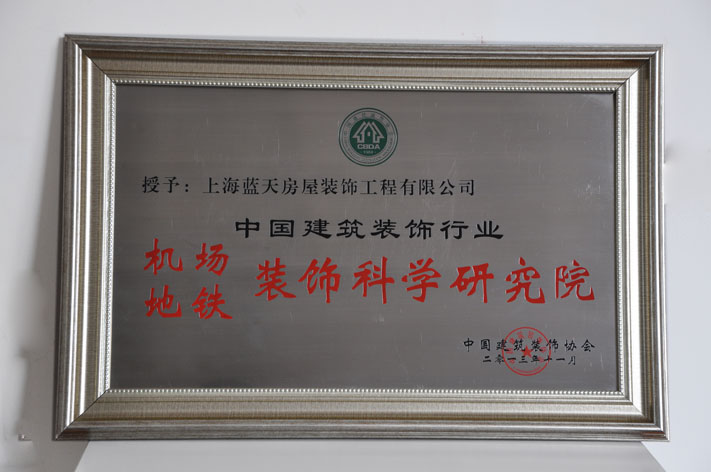 CBDA
授予：上海蓝天房屋装饰工程有限公司
中国建筑装饰行业
机场
地铁
装饰科学研究院
中国建筑装饰协会
二零一三年十一月